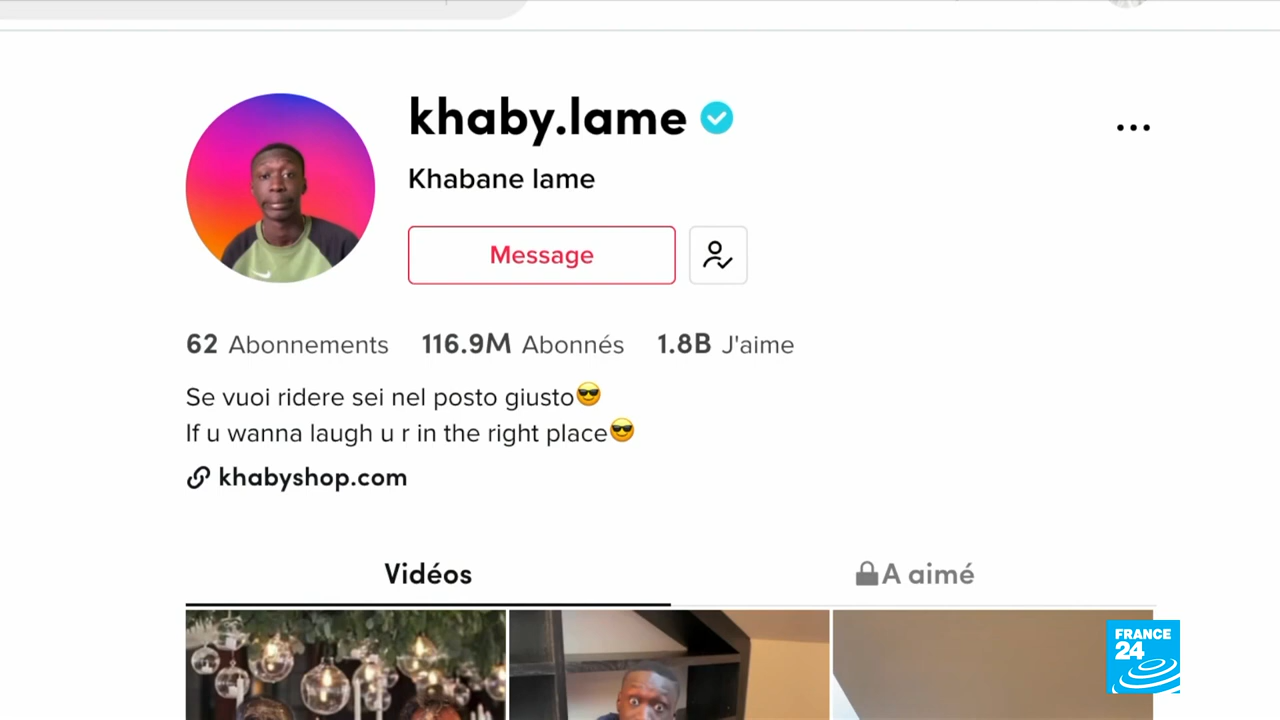 khaby.lame
Khabane lame
Message
62 Abonnements 116.9M Abonnés 1.8B J'aime
Se vuoi ridere sei nel posto giusto😎
If u wanna laugh u r in the right place😎
khabyshop.com
Vidéos A aimé
FRANCE
24